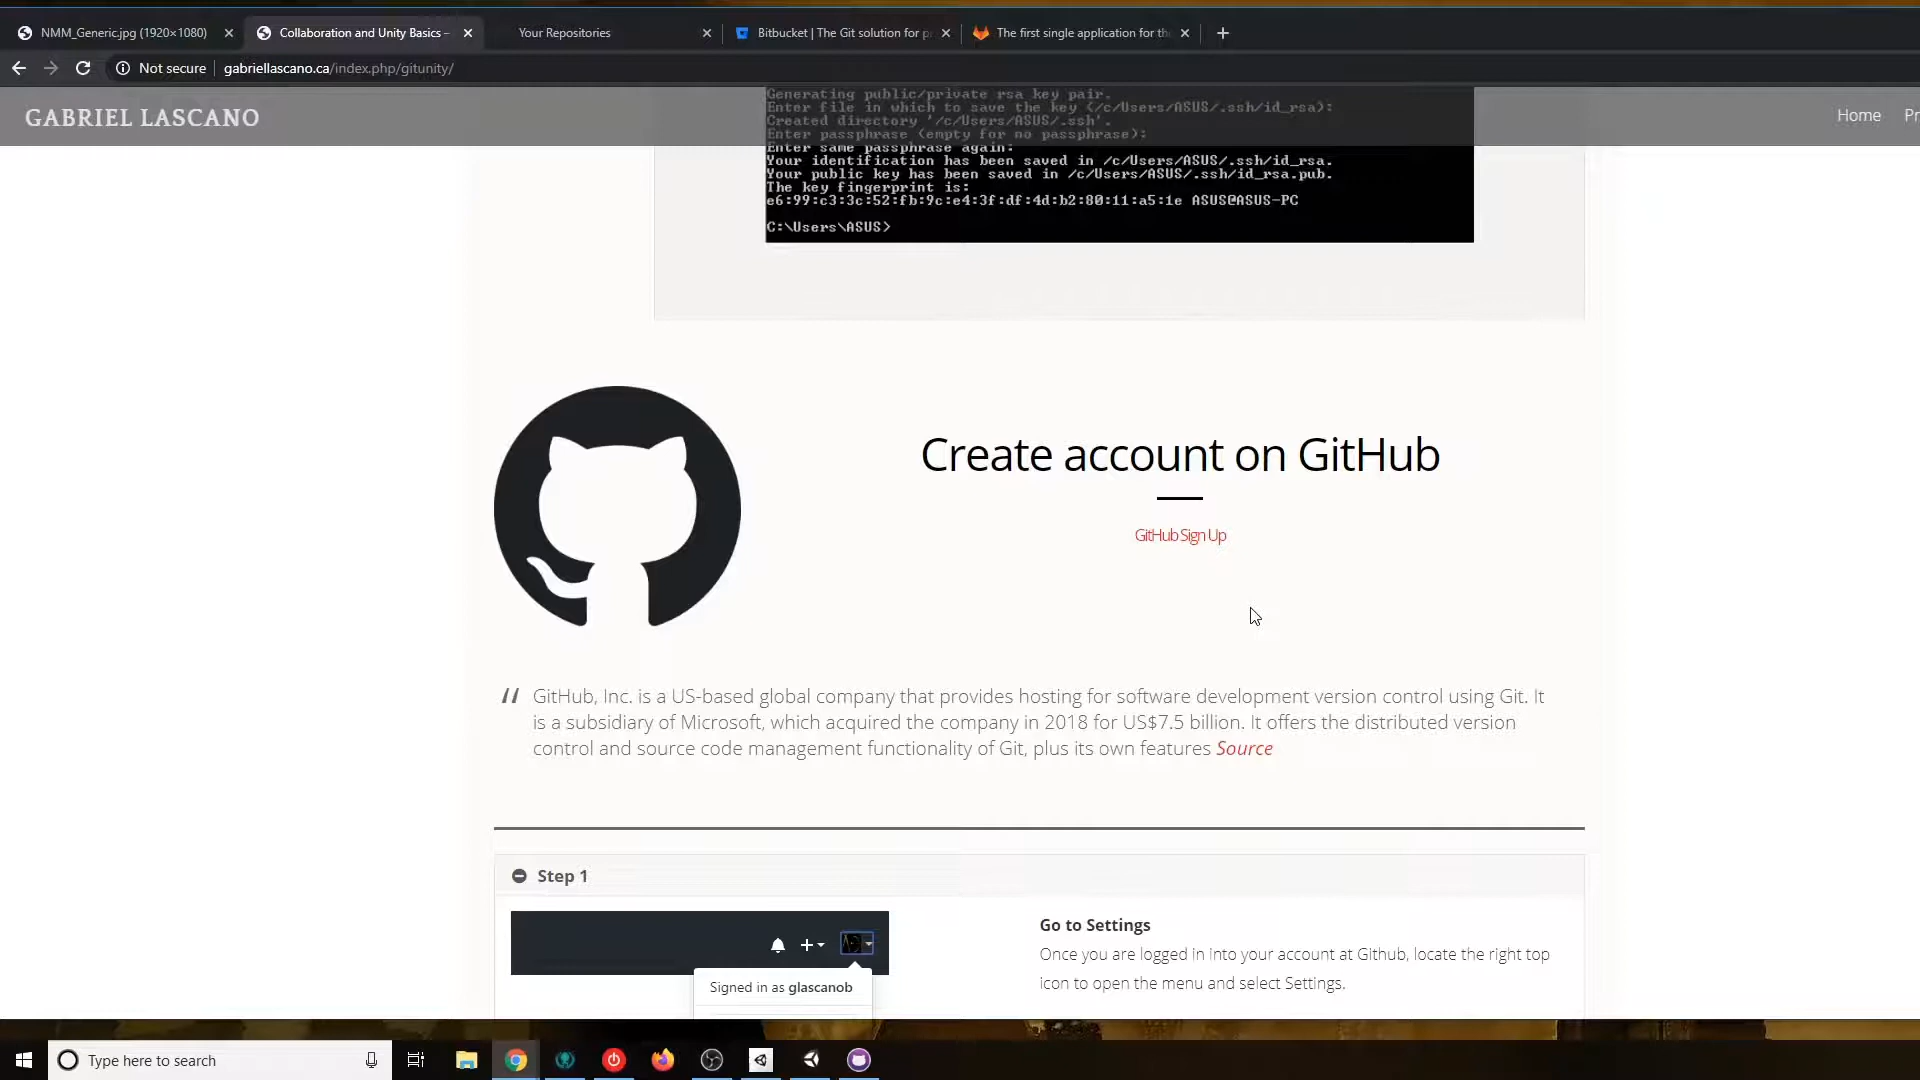 NMM_Generic.jpg (1920×1080)
Collaboration and Unity Basics –
Your Repositories
Bitbucket | The Git solution for p
The first single application for th
Not secure
gabriellascano.ca/index.php/gitunity/
GABRIEL LASCANO
Home
Pr
Generating public/private rsa key pair.
Enter file in which to save the key (/c/Users/ASUS/.ssh/id_rsa):
Created directory '/c/Users/ASUS/.ssh'.
Enter passphrase (empty for no passphrase):
Enter same passphrase again:
Your identification has been saved in /c/Users/ASUS/.ssh/id_rsa.
Your public key has been saved in /c/Users/ASUS/.ssh/id_rsa.pub.
The key fingerprint is:
e6:99:c3:3c:52:fb:9c:e4:3f:df:4d:b2:80:11:a5:1e ASUS@ASUS-PC
C:\Users\ASUS>
Create account on GitHub
GitHub Sign Up
GitHub, Inc. is a US-based global company that provides hosting for software development version control using Git. It
is a subsidiary of Microsoft, which acquired the company in 2018 for US$7.5 billion. It offers the distributed version
control and source code management functionality of Git, plus its own features Source
Step 1
Go to Settings
Once you are logged in into your account at Github, locate the right top
icon to open the menu and select Settings.
Signed in as glascanob
Type here to search